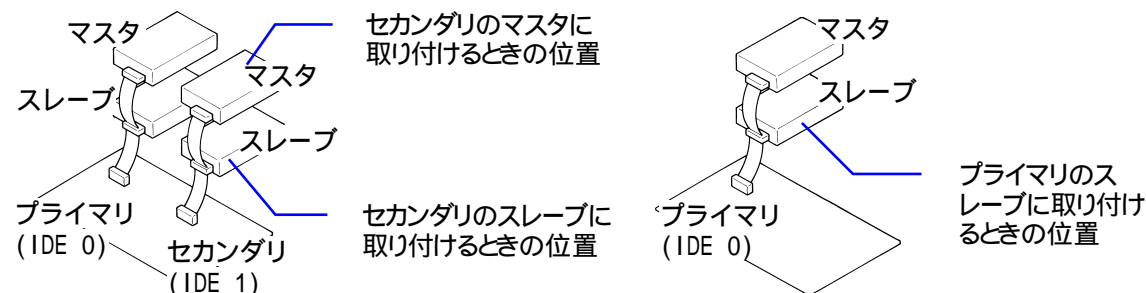 マスタ
スレーブ
マスタ
スレーブ
プライマリ
(IDE 0)
セカンダリ
(IDE 1)
セカンダリのマスタに
取り付けるときの位置
セカンダリのスレーブに
取り付けるときの位置
マスタ
スレーブ
プライマリ
(IDE 0)
プライマリのス
レーブに取り付け
るときの位置